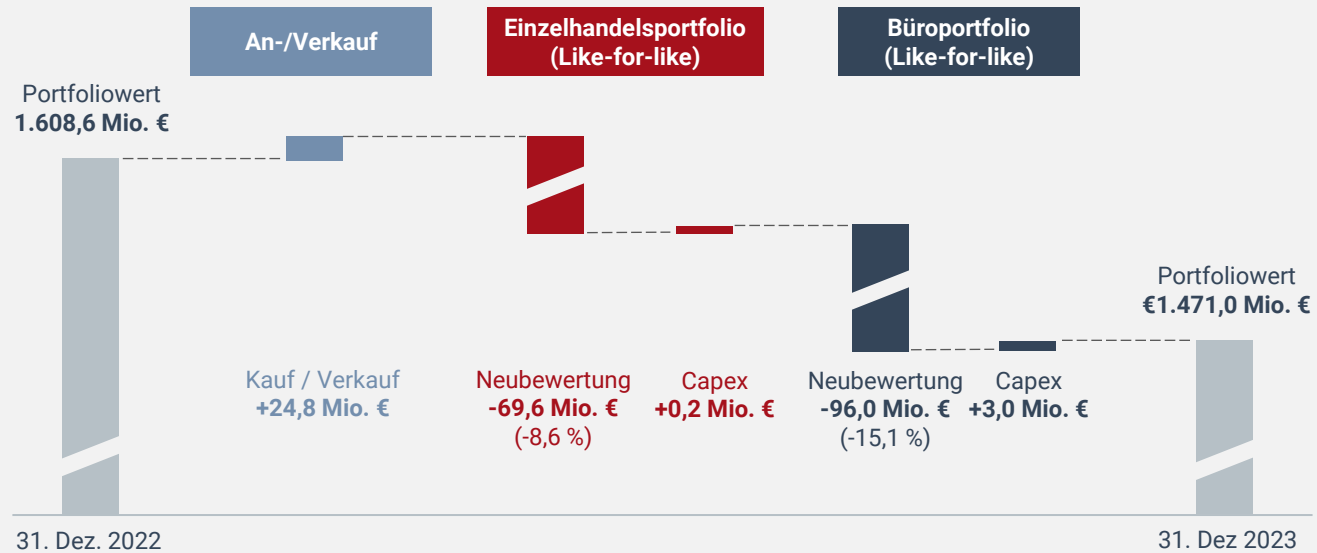 An-/Verkauf
Einzelhandelsportfolio
(Like-for-like)
Büroportfolio
(Like-for-like)
Portfoliowert
1.608,6 Mio. €
Portfoliowert
€1.471,0 Mio. €
Kauf / Verkauf
+24,8 Mio. €
Neubewertung
-69,6 Mio. €
(-8,6 %)
Capex
+0,2 Mio. €
Neubewertung
-96,0 Mio. €
(-15,1 %)
Capex
+3,0 Mio. €
31. Dez. 2022
31. Dez 2023